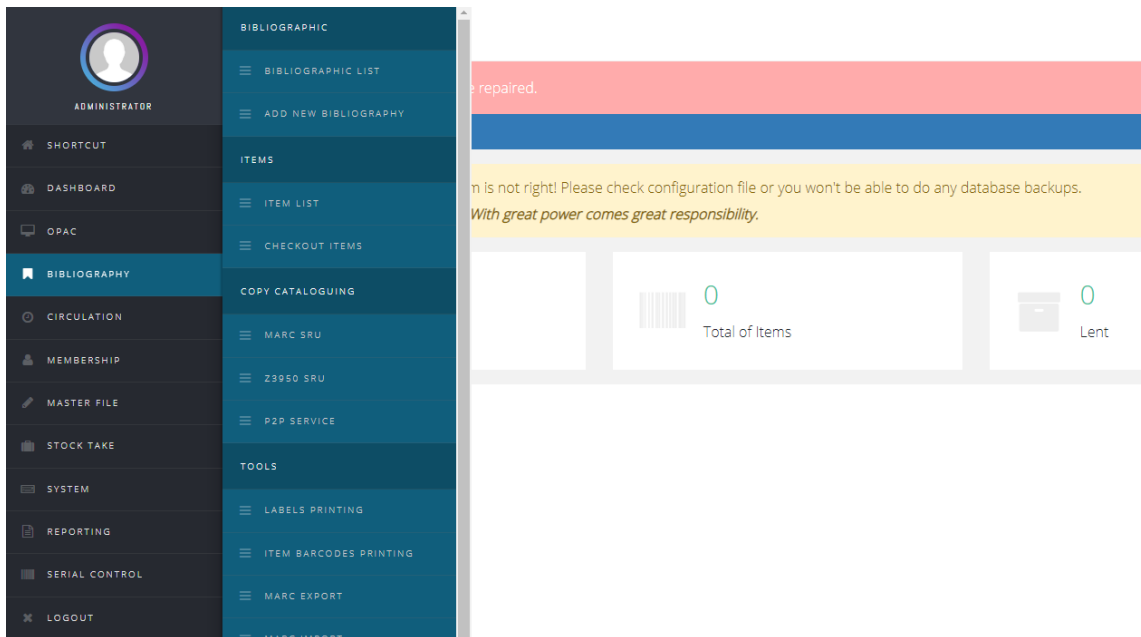 ADMINISTRATOR
SHORTCUT
DASHBOARD
OPAC
BIBLIOGRAPHY
CIRCULATION
MEMBERSHIP
MASTER FILE
STOCK TAKE
SYSTEM
REPORTING
SERIAL CONTROL
LOGOUT
BIBLIOGRAPHIC
BIBLIOGRAPHIC LIST
ADD NEW BIBLIOGRAPHY
ITEMS
ITEM LIST
CHECKOUT ITEMS
COPY CATALOGUING
MARC SRU
Z3950 SRU
P2P SERVICE
TOOLS
LABELS PRINTING
ITEM BARCODES PRINTING
MARC EXPORT
repaired.
is not right! Please check configuration file or you won't be able to do any database backups.
With great power comes great responsibility.
0
Total of Items
0
Lent